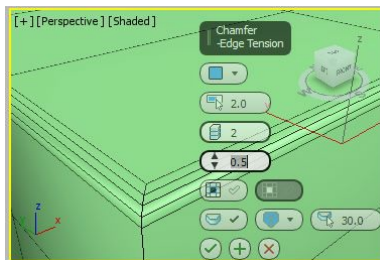 [+] [Perspective] [Shaded]
Chamfer
-Edge Tension
2.0
2
0.5
30.0
z
z
x